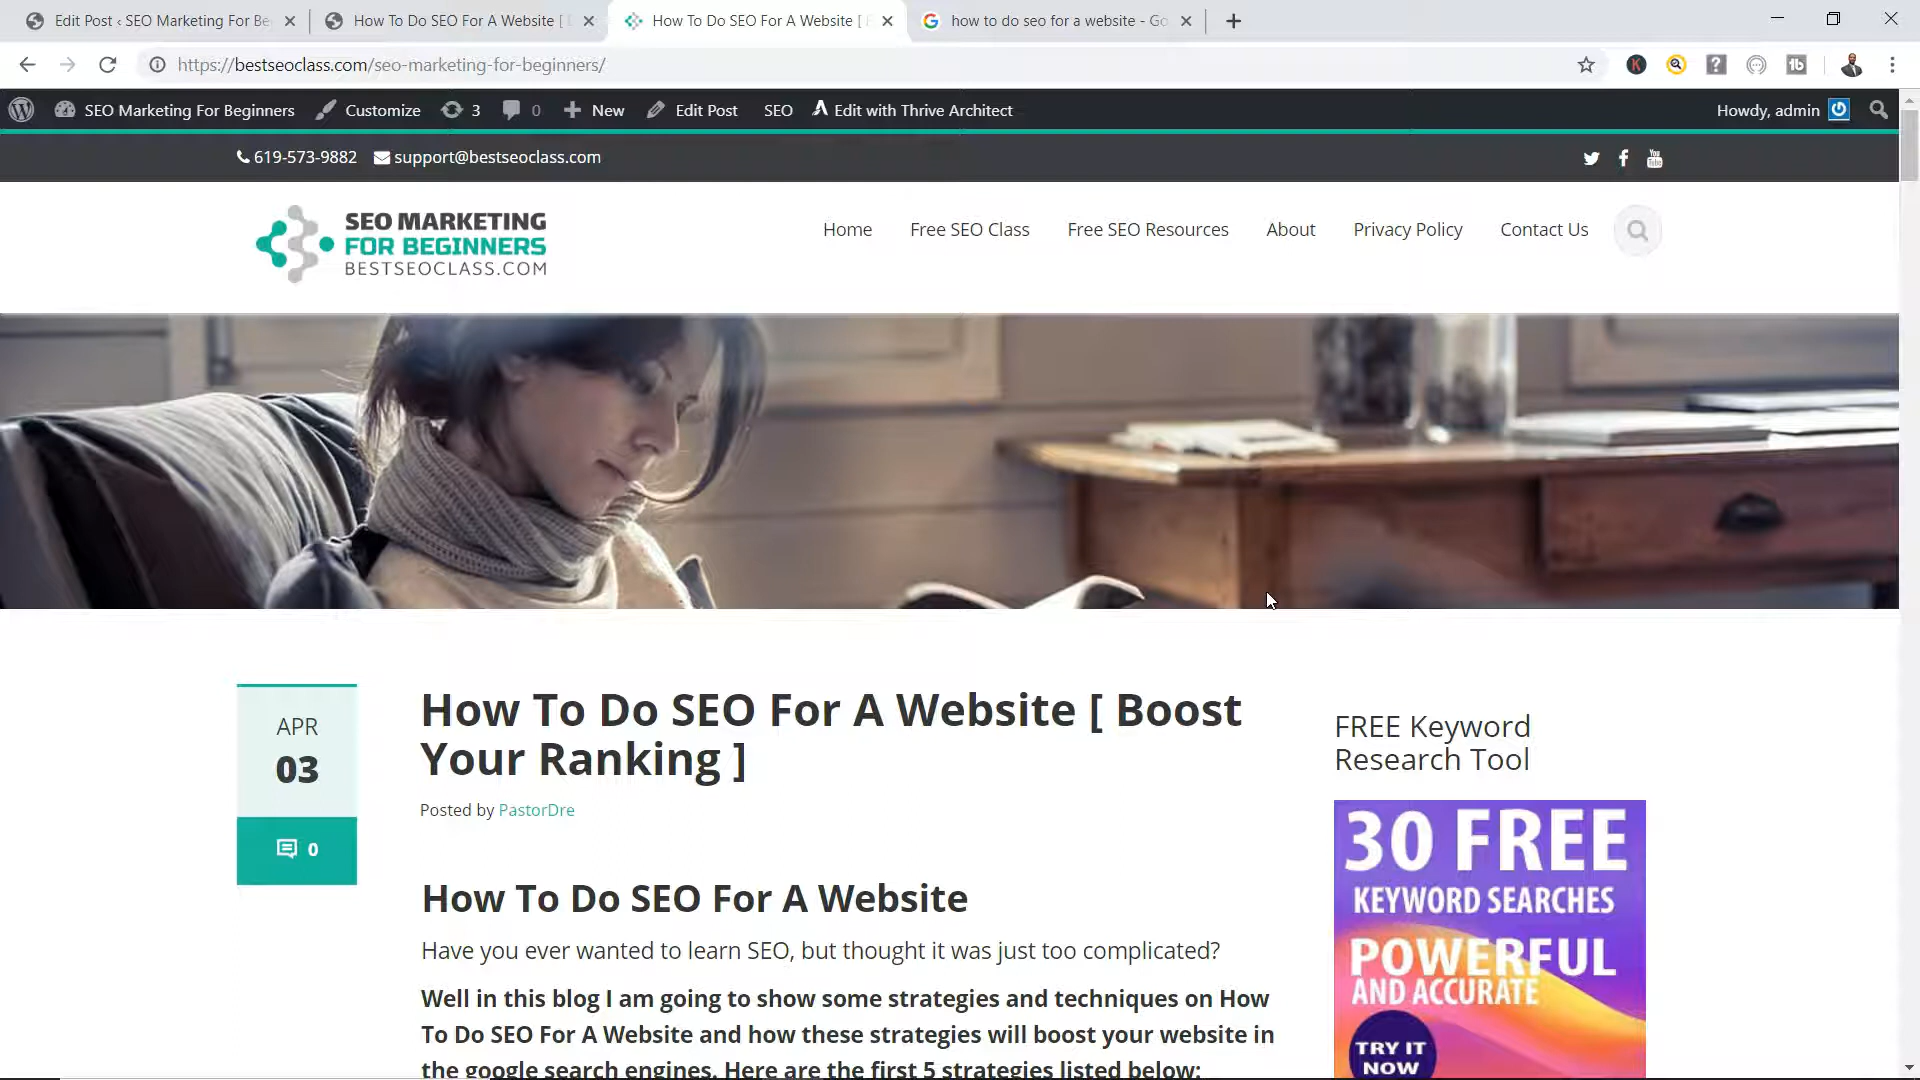 Edit Post ‹ SEO Marketing For Be
How To Do SEO For A Website [
How To Do SEO For A Website [
how to do seo for a website - Go
https://bestseoclass.com/seo-marketing-for-beginners/
SEO Marketing For Beginners
Customize
3
0
New
Edit Post
SEO
Edit with Thrive Architect
Howdy, admin
619-573-9882
support@bestseoclass.com
SEO MARKETING
FOR BEGINNERS
BESTSEOCLASS.COM
Home
Free SEO Class
Free SEO Resources
About
Privacy Policy
Contact Us
APR
03
0
How To Do SEO For A Website [ Boost
Your Ranking ]
Posted by PastorDre
How To Do SEO For A Website
Have you ever wanted to learn SEO, but thought it was just too complicated?
Well in this blog I am going to show some strategies and techniques on How
To Do SEO For A Website and how these strategies will boost your website in
the google search engines. Here are the first 5 strategies listed below:
FREE Keyword
Research Tool
30 FREE
KEYWORD SEARCHES
POWERFUL
AND ACCURATE
TRY IT
NOW